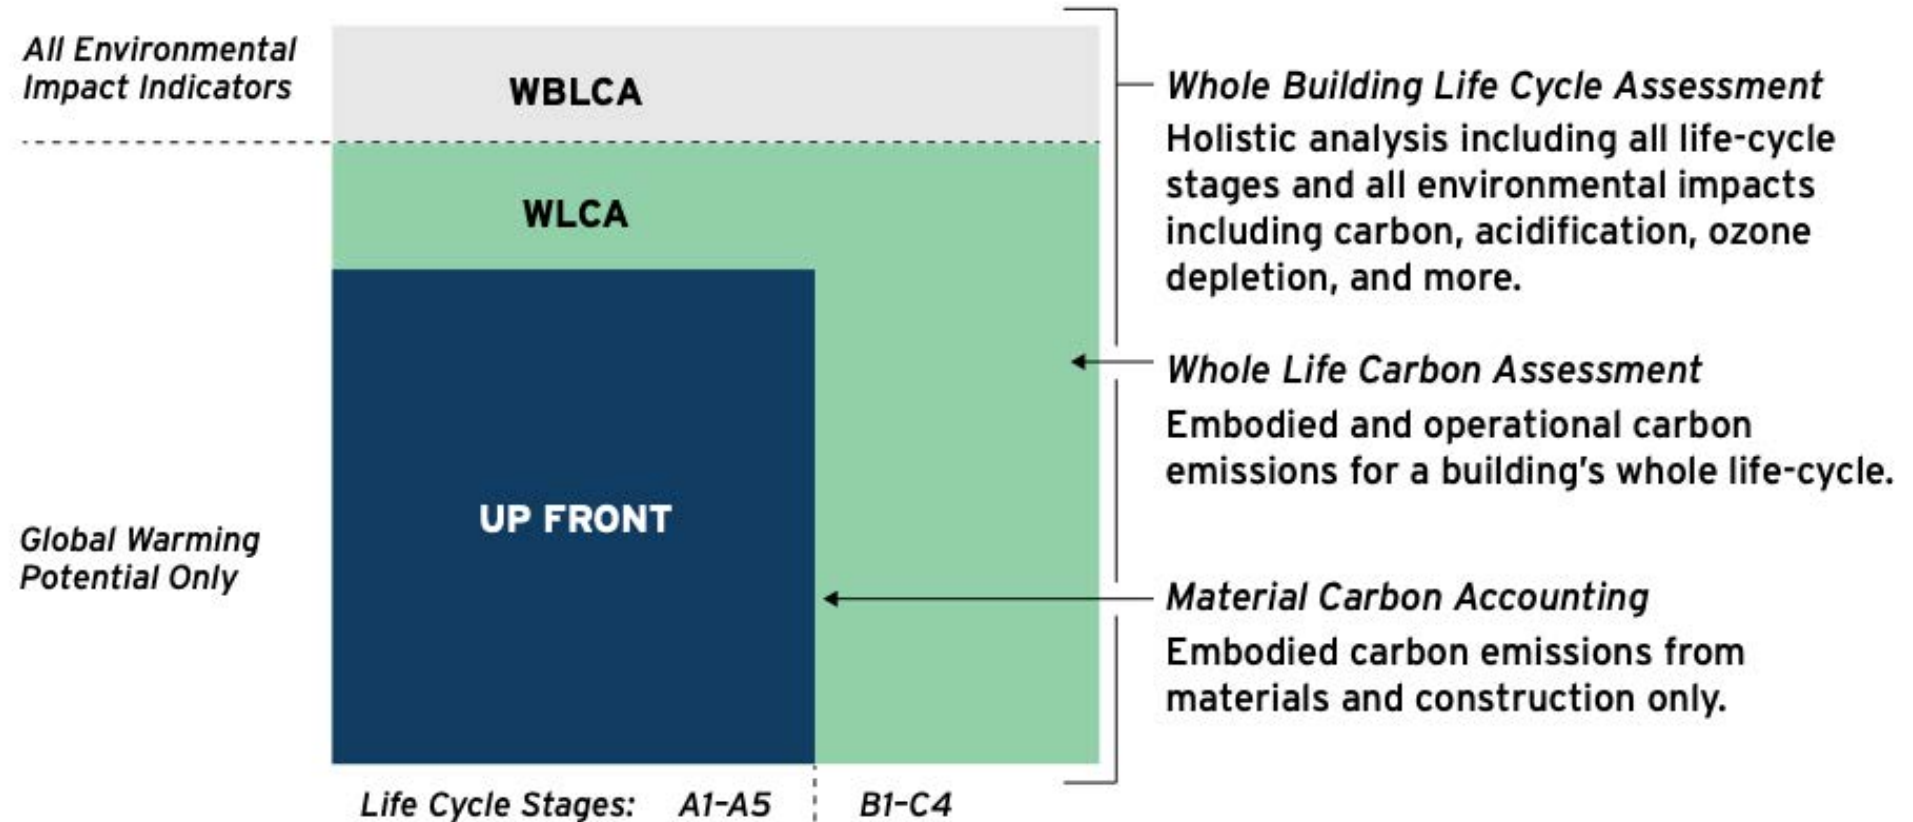 All Environmental
Impact Indicators
WBLCA
WLCA
UP FRONT
Global Warming
Potential Only
Life Cycle Stages: A1–A5 B1–C4
Whole Building Life Cycle Assessment
Holistic analysis including all life-cycle
stages and all environmental impacts
including carbon, acidification, ozone
depletion, and more.
Whole Life Carbon Assessment
Embodied and operational carbon
emissions for a building’s whole life-cycle.
Material Carbon Accounting
Embodied carbon emissions from
materials and construction only.